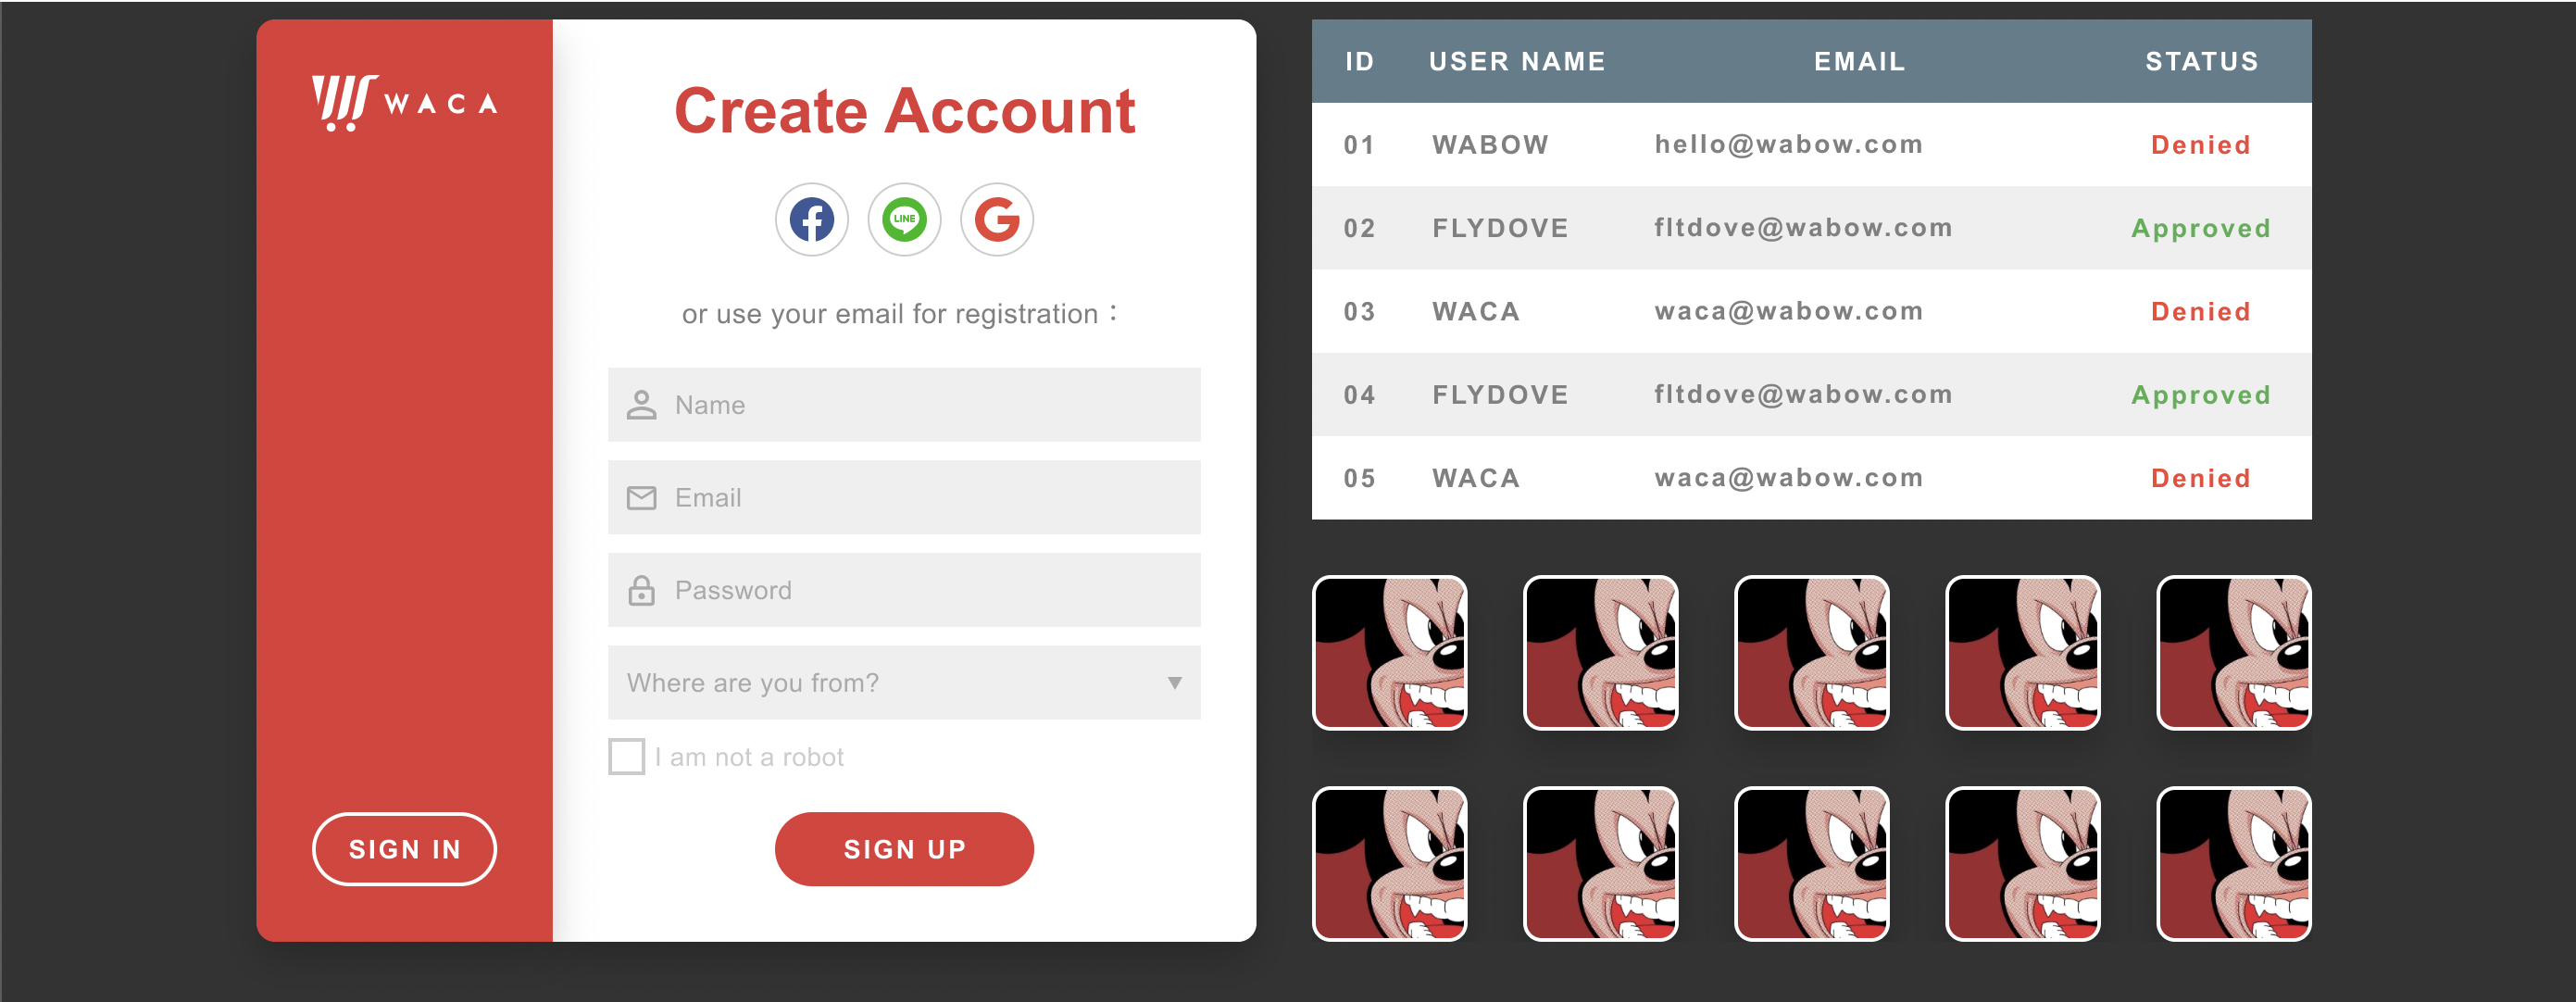 WACA
Create Account
LINE
or use your email for registration：
Name
Email
Password
Where are you from?
I am not a robot
SIGN IN
SIGN UP
ID USER NAME EMAIL STATUS
01 WABOW hello@wabow.com Denied
02 FLYDOVE fltdove@wabow.com Approved
03 WACA waca@wabow.com Denied
04 FLYDOVE fltdove@wabow.com Approved
05 WACA waca@wabow.com Denied